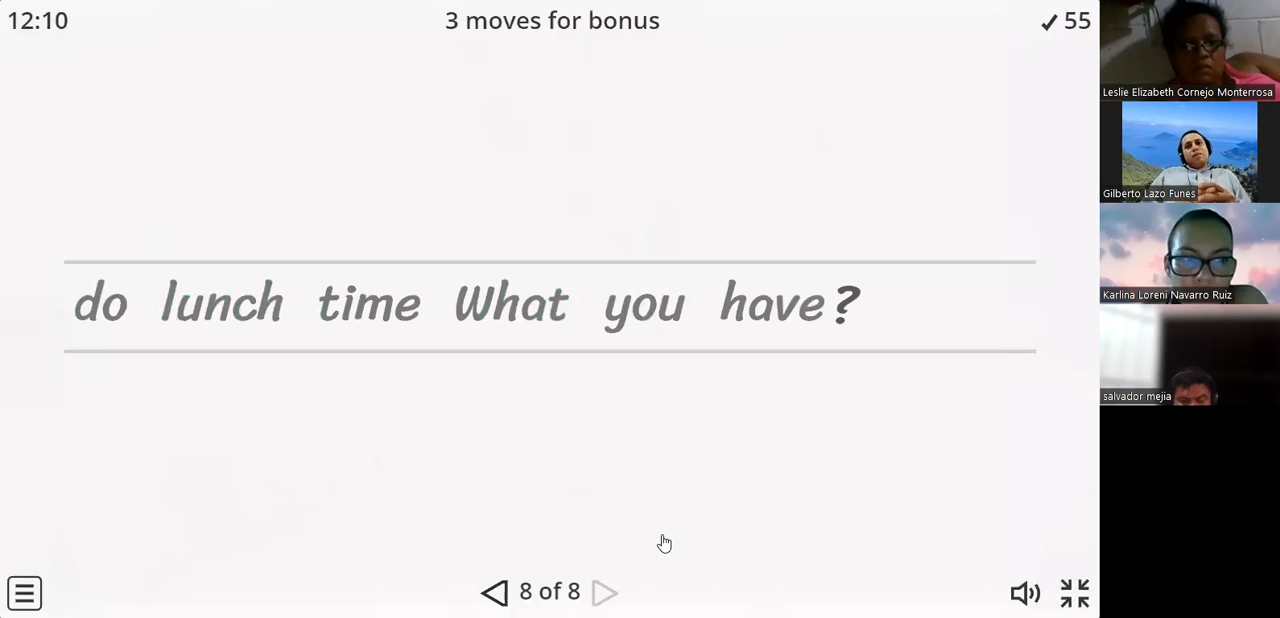 12:10 3 moves for bonus ✓ 55
Leslie Elizabeth Cornejo Monterrosa
Gilberto Lazo Funes
do lunch time What you have?
Karlina Loreni Navarro Ruiz
salvador mejia
8 of 8